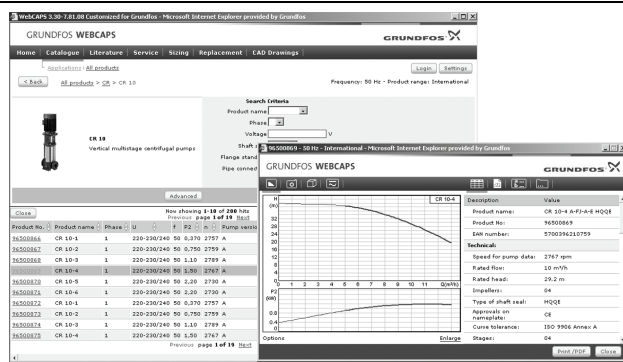 WebCAPS 3.30-7.81.08 Customized for Grundfos - Microsoft Internet Explorer provided by Grundfos
GRUNDFOS WEBCAPS
GRUNDFOS
Home Catalogue Literature Service Sizing Replacement CAD Drawings
Applications All products
Login Settings
< Back All products > CR > CR 10
Frequency: 50 Hz - Product range: International
Search Criteria
Product name
Phase
Voltage V
Shaft s
Flange stand
Pipe connect
CR 10
Vertical multistage centrifugal pumps
Advanced
Close
Now showing 1-10 of 280 hits
Previous page 1 of 19 Next
Product No. Product name Phase U f P2 n Pump versio
96500866 CR 10-1 1 220-230/240 50 0,370 2757 A
96500867 CR 10-2 1 220-230/240 50 0,750 2759 A
96500868 CR 10-3 1 220-230/240 50 1,10 2789 A
CR 10-4 1 220-230/240 50 1,50 2767 A
96500870 CR 10-5 1 220-230/240 50 2,20 2730 A
96500871 CR 10-6 1 220-230/240 50 2,20 2730 A
96500872 CR 10-1 1 220-230/240 50 0,370 2757 A
96500873 CR 10-2 1 220-230/240 50 0,750 2759 A
96500874 CR 10-3 1 220-230/240 50 1,10 2789 A
96500875 CR 10-4 1 220-230/240 50 1,50 2767 A
Previous page 1 of 19 Next
96500869 - 50 Hz - International - Microsoft Internet Explorer provided by Grundfos
GRUNDFOS WEBCAPS
GRUNDFOS
H
(m)
CR 10-4
32
28
24
20
16
12
8
4
0
0 1 2 3 4 5 6 7 8 9 10 11 Q(m³/h)
P2
(kW)
0.8
0.4
0
Options
Enlarge
Description Value
Product name: CR 10-4 A-FJ-A-E HQQE
Product No: 96500869
EAN number: 5700396210759
Technical:
Speed for pump data: 2767 rpm
Rated flow: 10 m³/h
Rated head: 29.2 m
Impellers: 04
Type of shaft seal: HQQE
Approvals on nameplate: CE
Curve tolerance: ISO 9906 Annex A
Stages: 04
Print /PDF Close